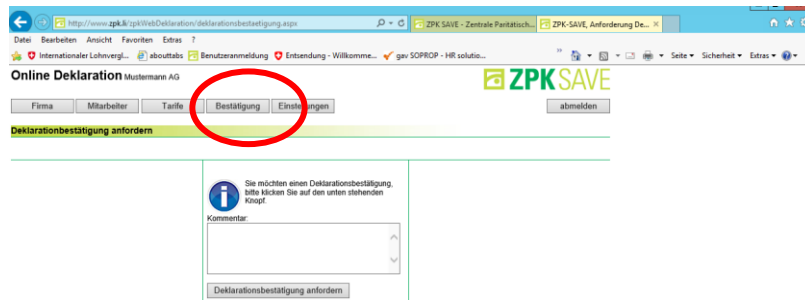 http://www.zpk.li/zpkWebDeklaration/deklarationsbestaetigung.aspx
ZPK SAVE - Zentrale Paritätisch...
ZPK-SAVE, Anforderung De...
Datei Bearbeiten Ansicht Favoriten Extras ?
Internationaler Lohnvergl... abouttabs Benutzeranmeldung Entsendung - Willkomme... gav SOPROP - HR solutio... Seite Sicherheit Extras
Online Deklaration Mustermann AG
ZPK SAVE
Firma Mitarbeiter Tarife Bestätigung Einstellungen abmelden
Deklarationbestätigung anfordern
Sie möchten einen Deklarationsbestätigung,
bitte klicken Sie auf den unten stehenden
Knopf.
Kommentar:
Deklarationsbestätigung anfordern